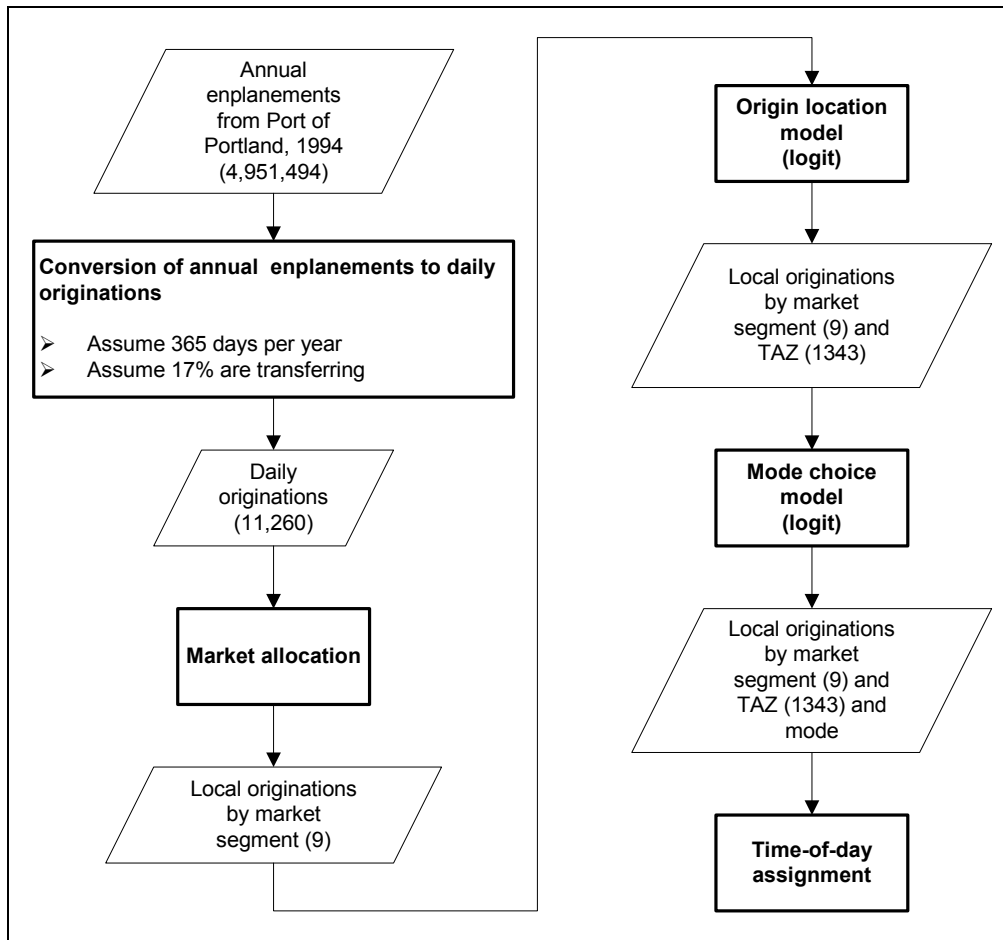 Annual
enplanements
from Port of
Portland, 1994
(4,951,494)
Conversion of annual enplanements to daily
originations
➢ Assume 365 days per year
➢ Assume 17% are transferring
Daily
originations
(11,260)
Market allocation
Local originations
by market
segment (9)
Origin location
model
(logit)
Local originations
by market
segment (9) and
TAZ (1343)
Mode choice
model
(logit)
Local originations
by market
segment (9) and
TAZ (1343) and
mode
Time-of-day
assignment